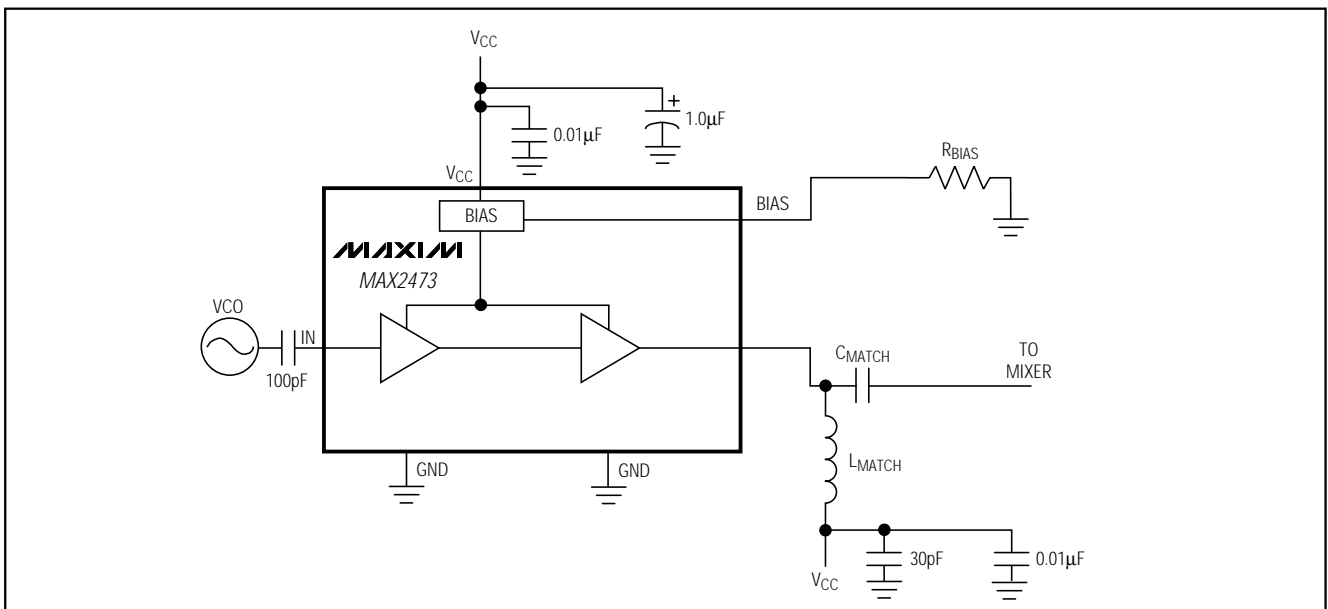 VCC
+
1.0μF
0.01μF
RBIAS
VCC
BIAS
BIAS
MAXIM
MAX2473
VCO
IN
100pF
CMATCH
TO
MIXER
LMATCH
GND
GND
VCC
30pF
0.01μF